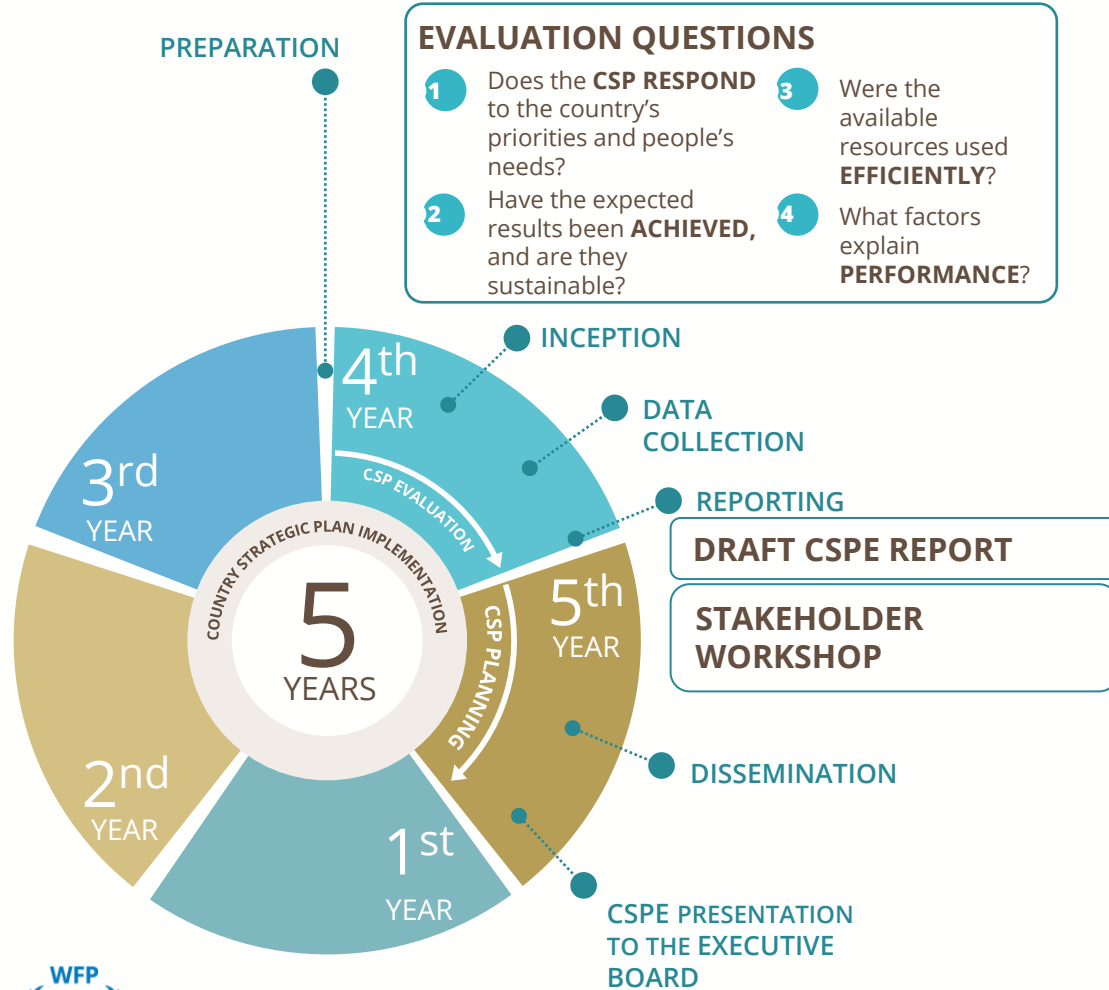 PREPARATION
EVALUATION QUESTIONS
1
Does the CSP RESPOND
to the country's
priorities and people's
needs?
2
Have the expected
results been ACHIEVED,
and are they
sustainable?
3
Were the
available
resources used
EFFICIENTLY?
4
What factors
explain
PERFORMANCE?
INCEPTION
DATA
COLLECTION
REPORTING
DRAFT CSPE REPORT
STAKEHOLDER
WORKSHOP
DISSEMINATION
CSPE PRESENTATION
TO THE EXECUTIVE
BOARD
4th
YEAR
CSP EVALUATION
3rd
YEAR
COUNTRY STRATEGIC PLAN IMPLEMENTATION
5
YEARS
5th
YEAR
CSP PLANNING
2nd
YEAR
1st
YEAR
WFP